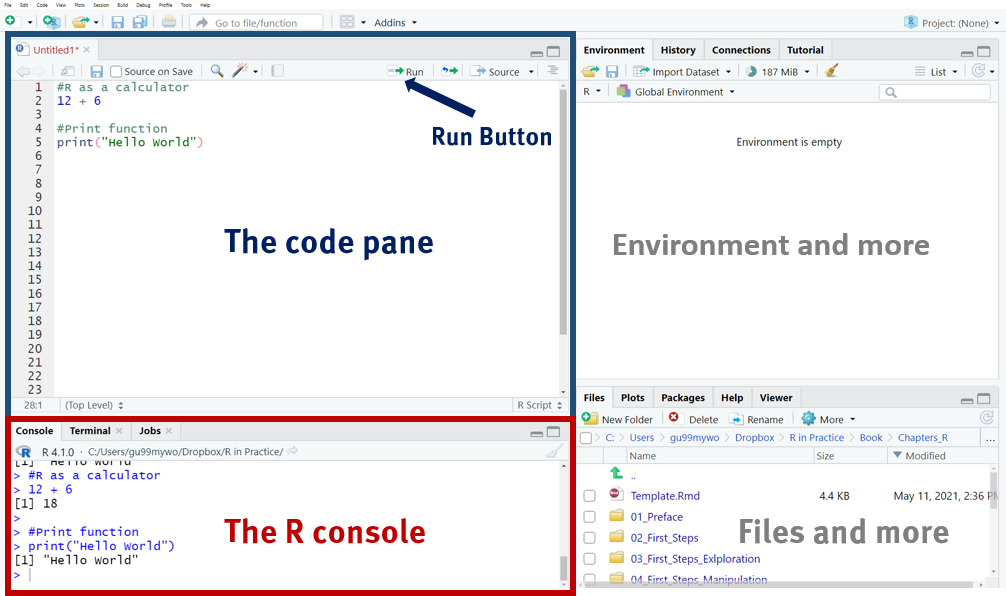 File Edit Code View Plots Session Build Debug Profile Tools Help
Go to file/function Addins Project: (None)
Untitled1*
Source on Save Run Source
1 #R as a calculator
2 12 + 6
3
4 #Print function
5 print("Hello World")
6
7
8
9
10
11
12
13
14
15
16
17
18
19
20
21
22
23
Run Button
The code pane
28:1 (Top Level) R Script
Console Terminal Jobs
R 4.1.0 · C:/Users/gu99mywo/Dropbox/R in Practice/
[1] "Hello World"
> #R as a calculator
> 12 + 6
[1] 18
>
> #Print function
> print("Hello World")
[1] "Hello World"
>
The R console
Environment History Connections Tutorial
Import Dataset 187 MiB List
R Global Environment
Environment is empty
Environment and more
Files Plots Packages Help Viewer
New Folder Delete Rename More
C: Users gu99mywo Dropbox R in Practice Book Chapters_R ...
Name Size Modified
..
Template.Rmd 4.4 KB May 11, 2021, 2:36 PM
01_Preface
02_First_Steps
03_First_Steps_Exlploration
04_First_Steps_Manipulation
Files and more